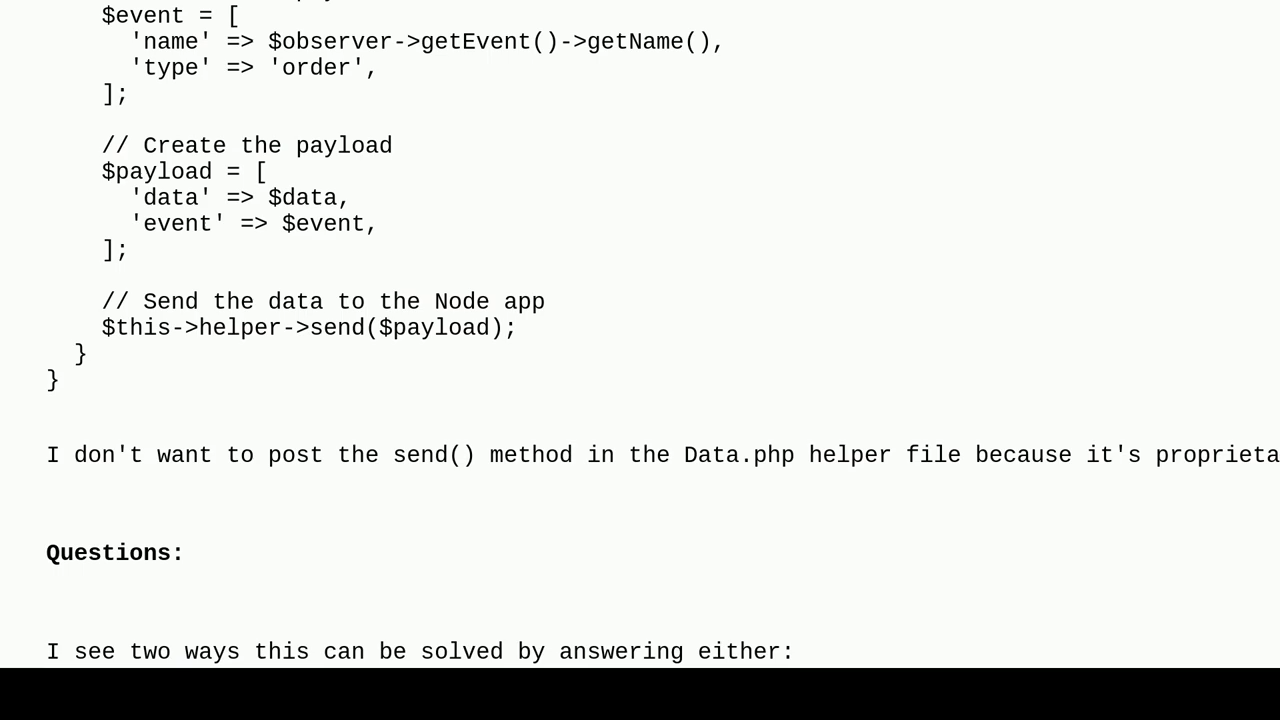 $event = [
'name' => $observer->getEvent()->getName(),
'type' => 'order',
];
// Create the payload
$payload = [
'data' => $data,
'event' => $event,
];
// Send the data to the Node app
$this->helper->send($payload);
}
}
I don't want to post the send() method in the Data.php helper file because it's proprieta
Questions:
I see two ways this can be solved by answering either: